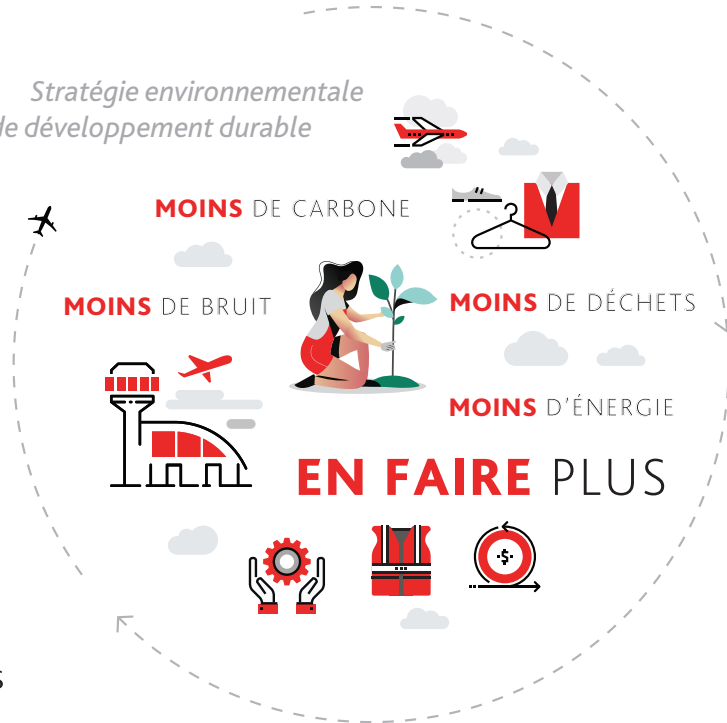 Stratégie environnementale
de développement durable
MOINS DE CARBONE
MOINS DE BRUIT
MOINS DE DÉCHETS
MOINS D'ÉNERGIE
EN FAIRE PLUS
$
S